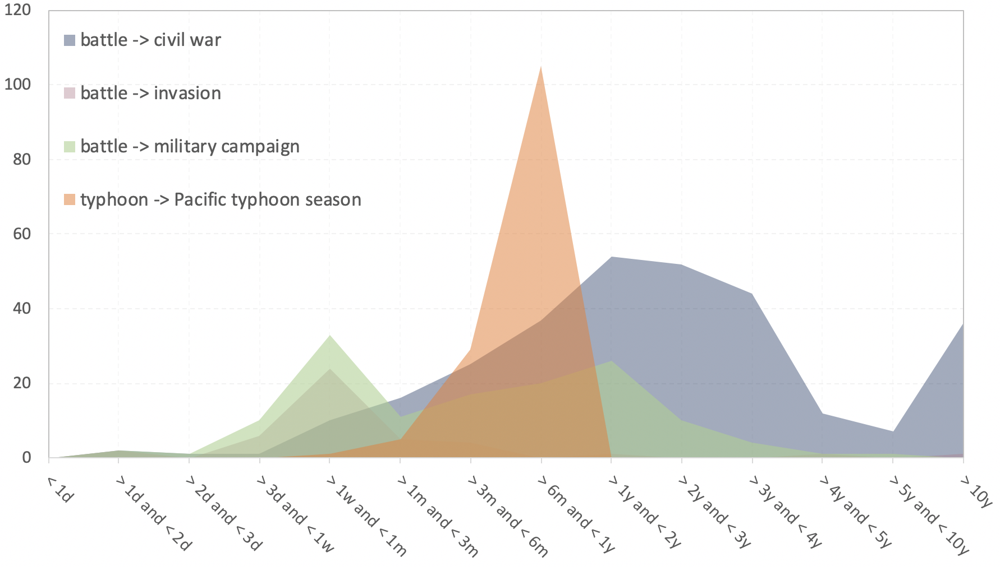 120
100
80
60
40
20
0
battle -> civil war
battle -> invasion
battle -> military campaign
typhoon -> Pacific typhoon season
< 1d
> 1d and < 2d
> 2d and < 3d
> 3d and < 1w
> 1w and < 1m
> 1m and < 3m
> 3m and < 6m
> 6m and < 1y
> 1y and < 2y
> 2y and < 3y
> 3y and < 4y
> 4y and < 5y
> 5y and < 10y
> 10y